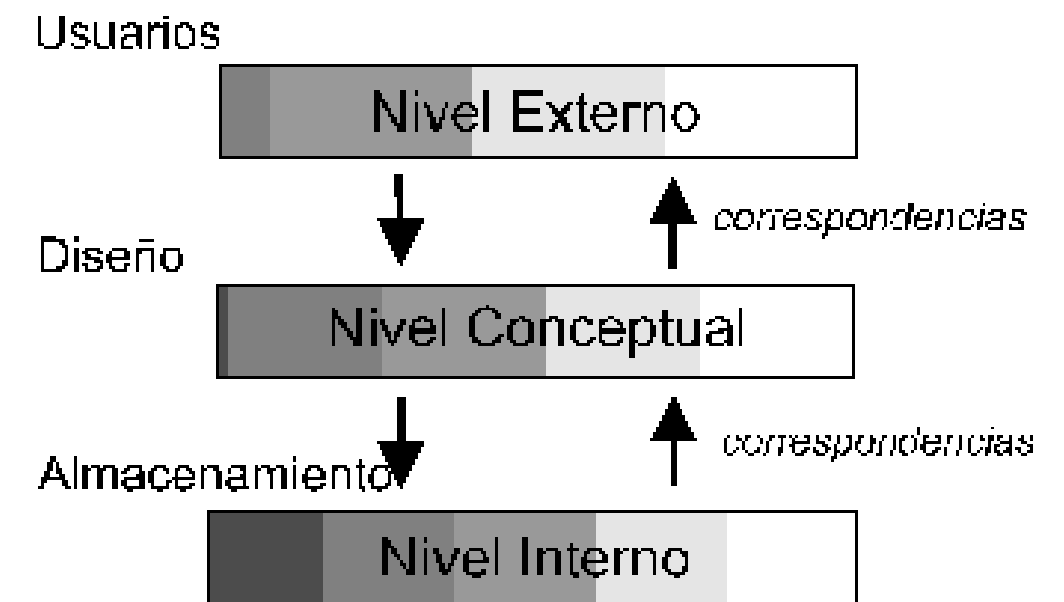 Usuarios
Nivel Externo
correspondencias
Diseño
Nivel Conceptual
correspondencias
Almacenamiento
Nivel Interno